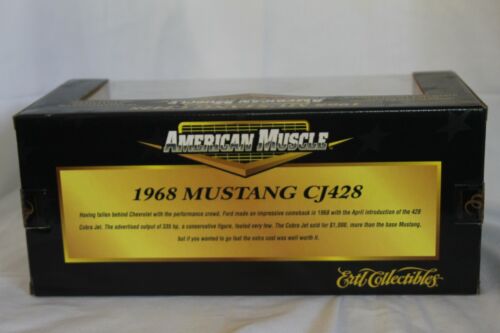 AMERICAN MUSCLE
1968 MUSTANG CJ428
Having fallen behind Chevrolet with the performance crowd, Ford made an impressive comeback in 1968 with the April introduction of the 428
Cobra Jet. The advertised output of 335 hp, a conservative figure, fooled very few. The Cobra Jet sold for $1,000, more than the base Mustang,
but if you wanted to go fast the extra cost was well worth it.
Ertl Collectibles